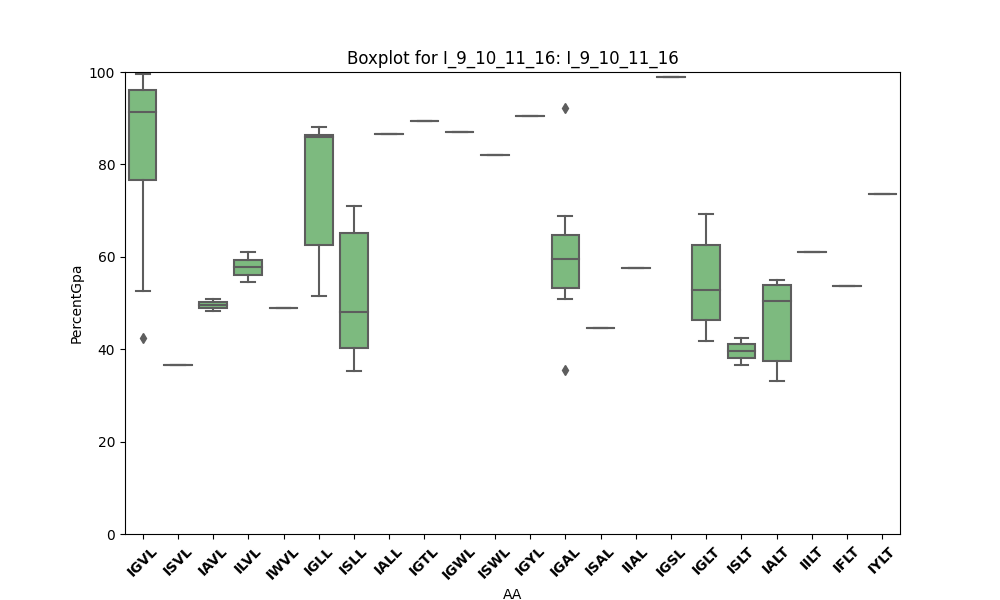 Boxplot for I_9_10_11_16: I_9_10_11_16
100
80
60
40
20
0
PercentGpa
IGVL ISVL IAVL ILVL IWVL IGLL ISLL IALL IGTL IGWL ISWL IGYL IGAL ISAL IIAL IGSL IGLT ISLT IALT IILT IFLT IYLT
AA